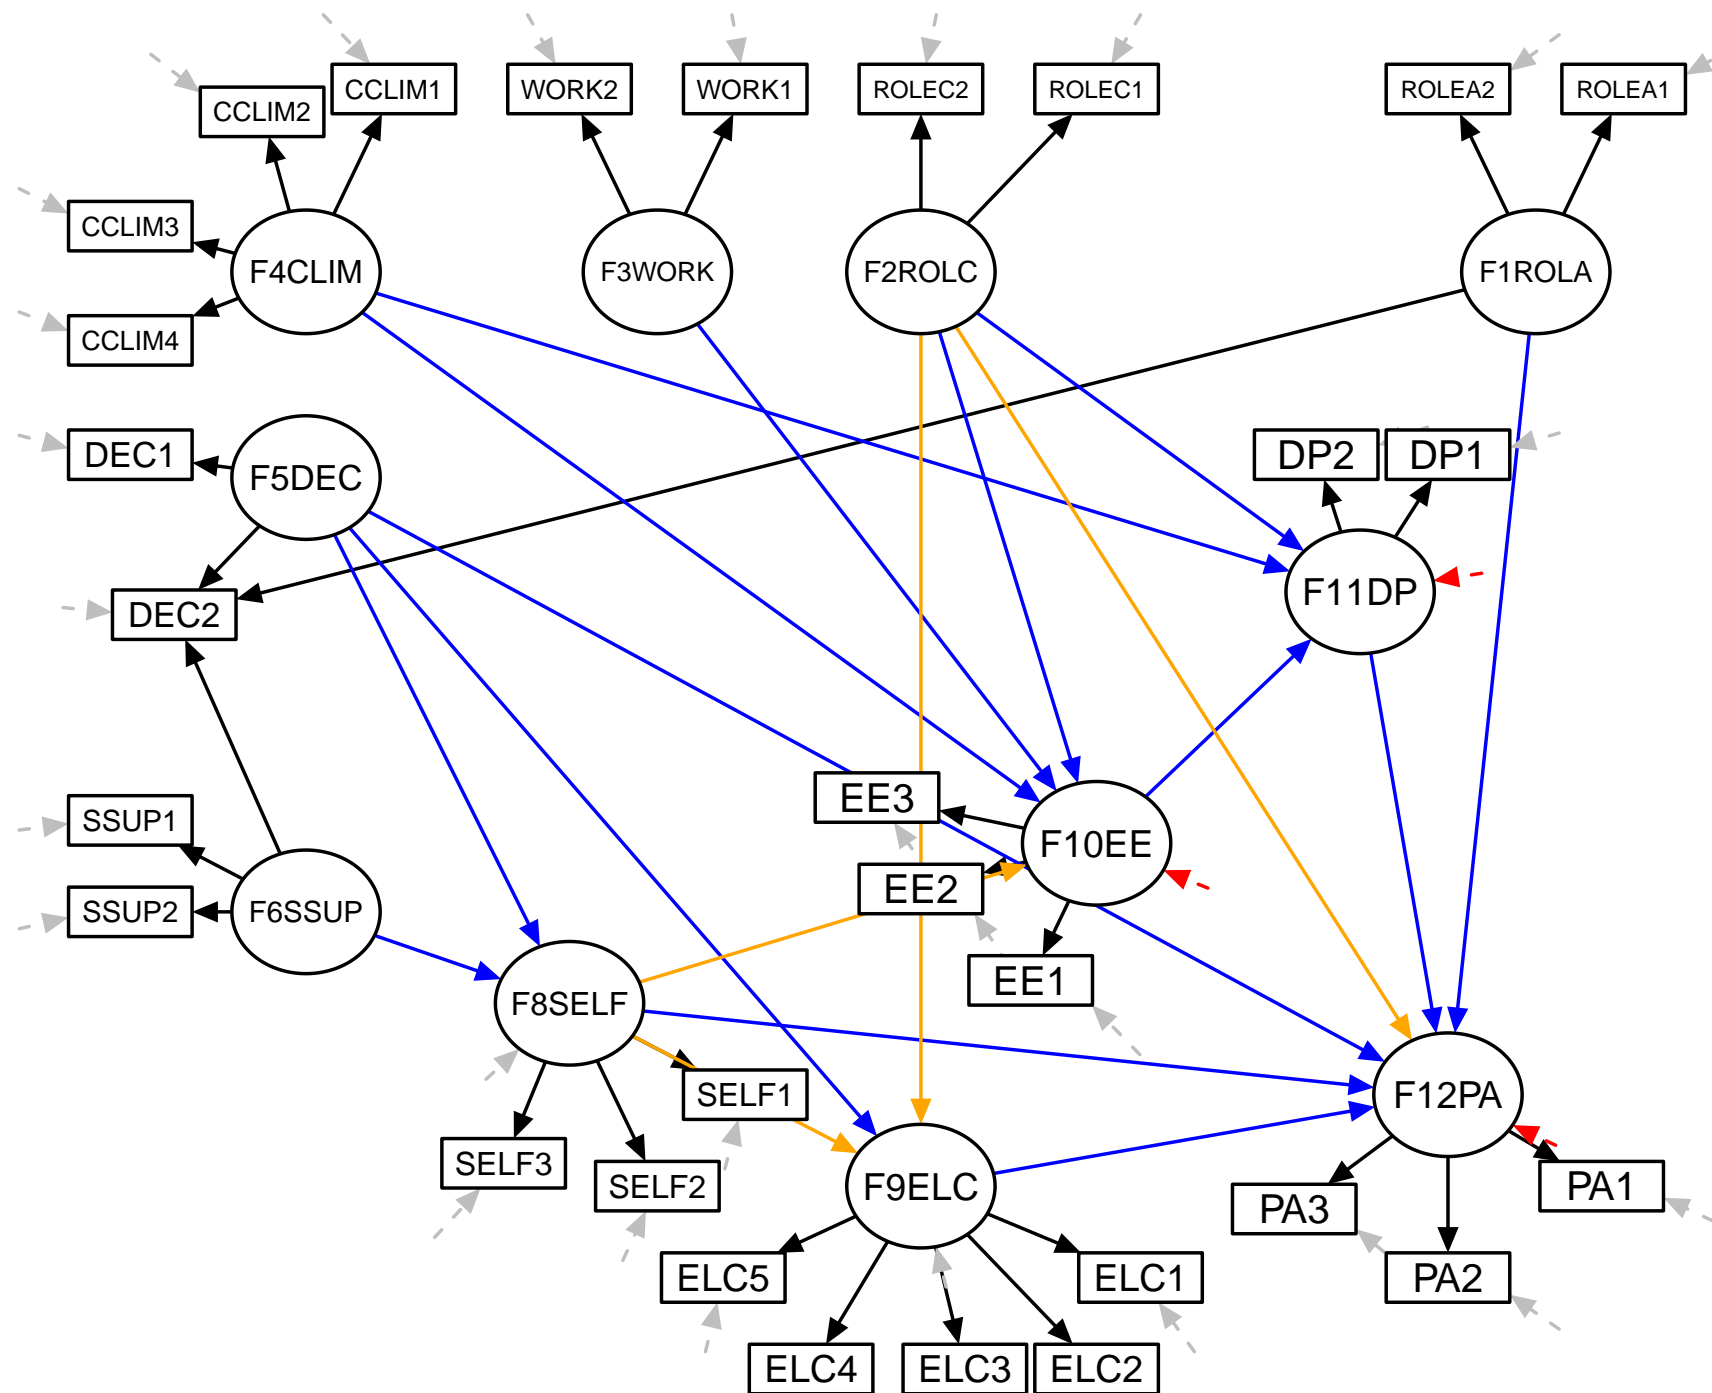 CCLIM1
WORK2
WORK1
ROLEC2
ROLEC1
ROLEA2
ROLEA1
CCLIM2
CCLIM3
F4CLIM
F3WORK
F2ROLC
F1ROLA
CCLIM4
DEC1
F5DEC
DP2
DP1
F11DP
DEC2
EE3
SSUP1
F10EE
EE2
SSUP2
F6SSUP
EE1
F8SELF
SELF1
F12PA
SELF3
SELF2
F9ELC
PA3
PA1
ELC5
ELC1
PA2
ELC4
ELC3
ELC2